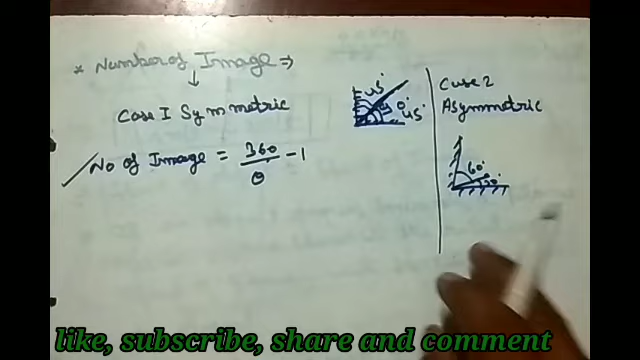 * Number of Image ⇒
↓
Case I Symmetric
No of Image = 360/θ - 1
45°
45°
Case 2
Asymmetric
60°
30°
like, subscribe, share and comment